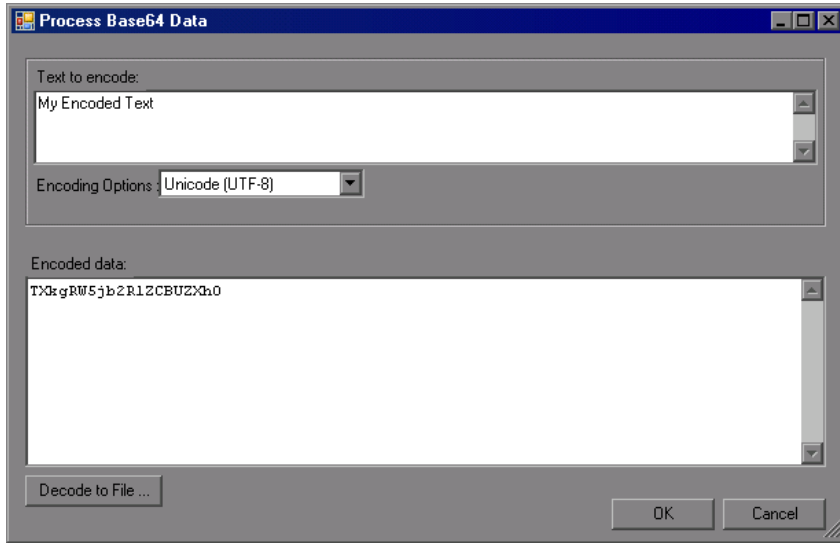 Process Base64 Data
Text to encode:
My Encoded Text
Encoding Options : Unicode (UTF-8)
Encoded data:
TXkgRW5jb2RlZCBUZXh0
Decode to File ...
OK Cancel